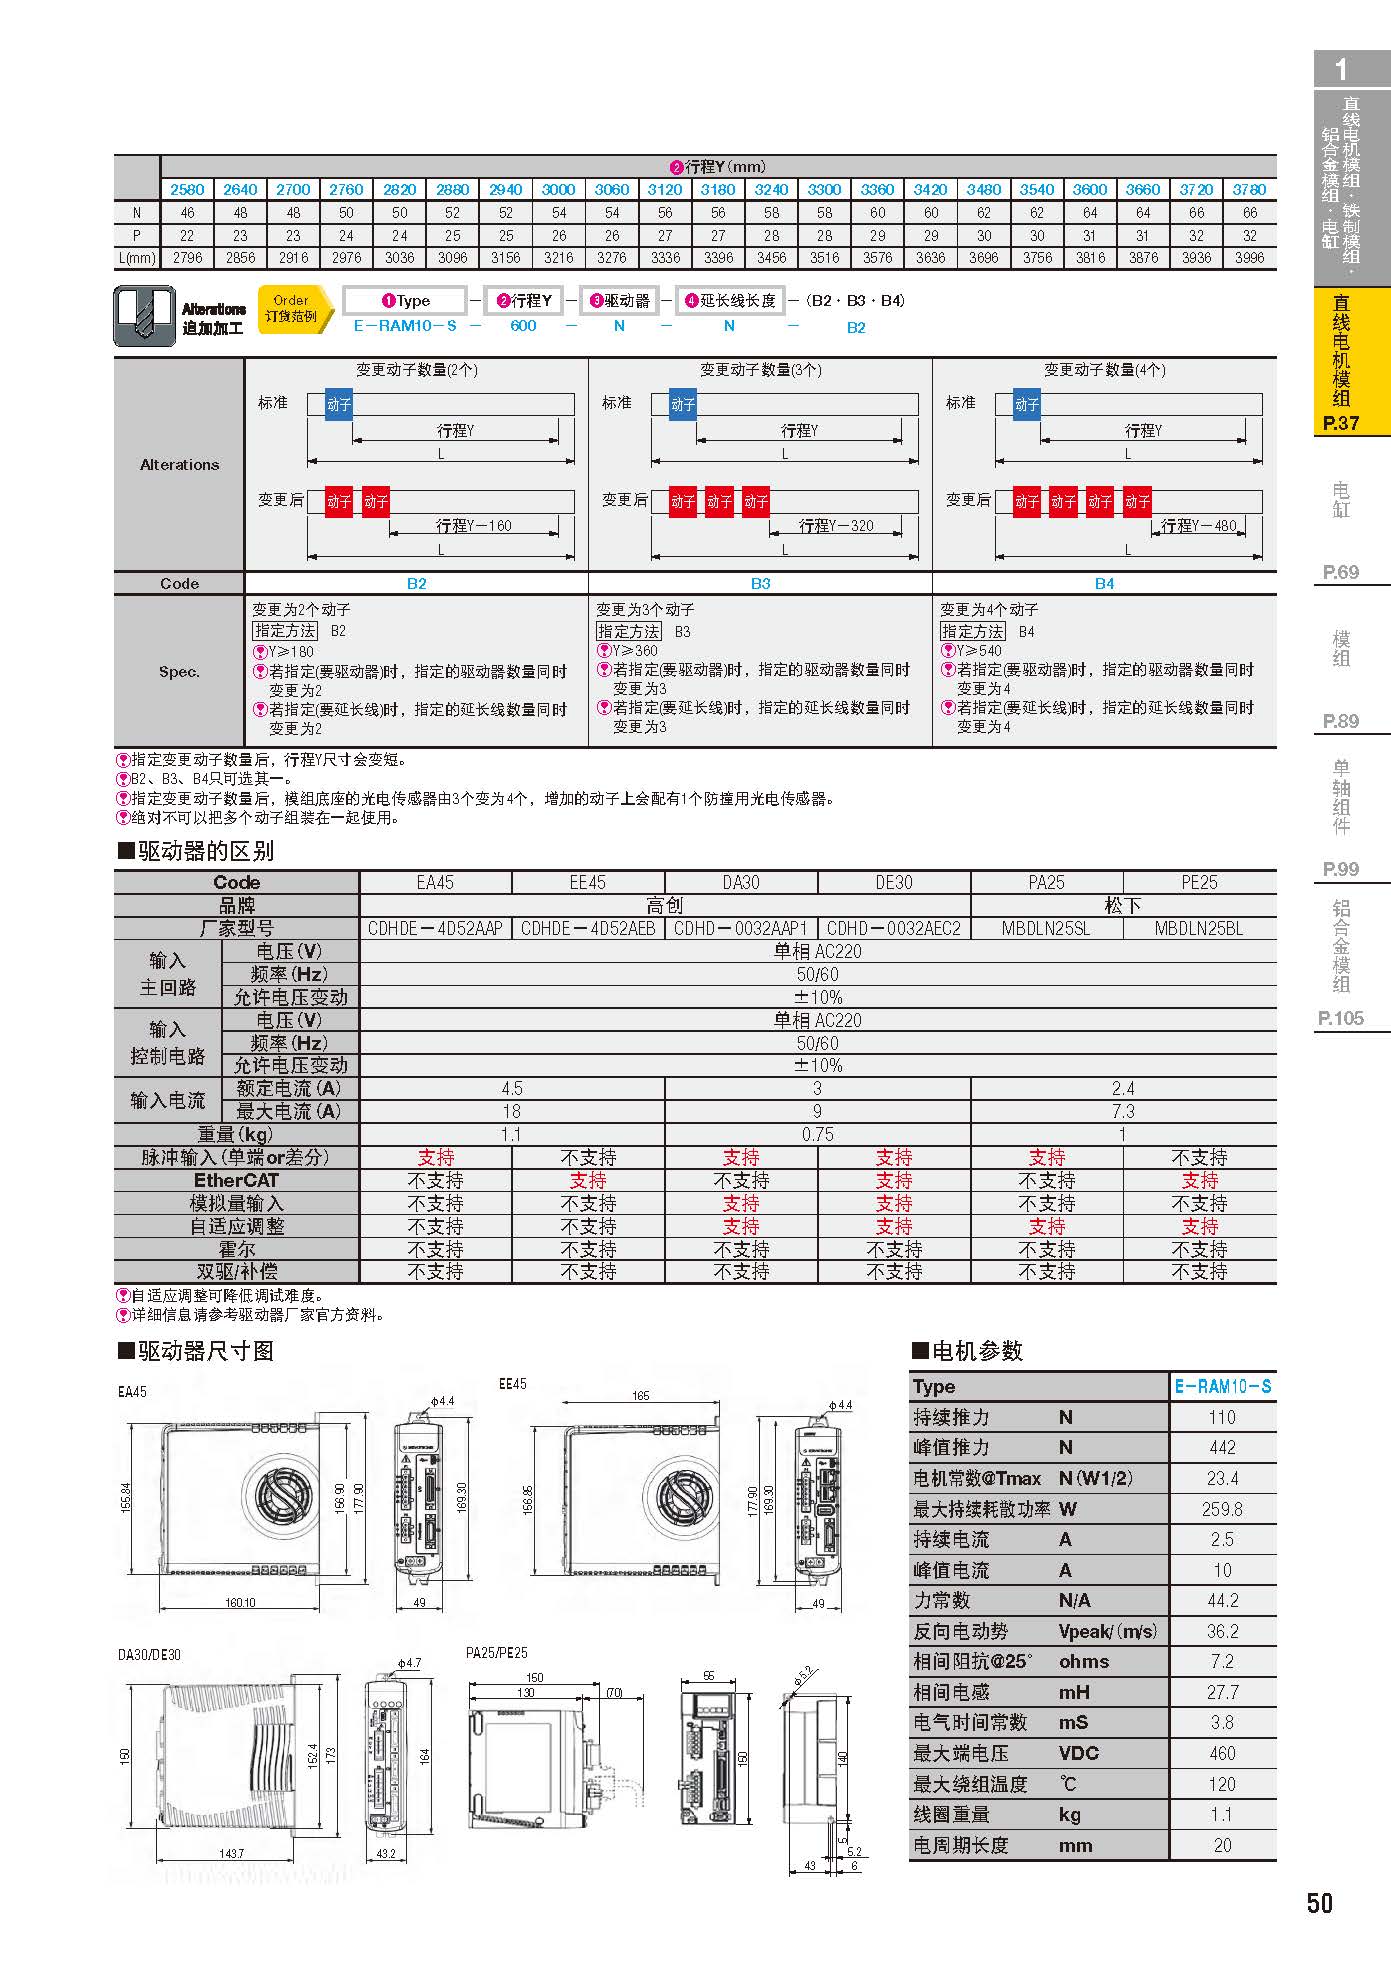 ❷行程Y（mm）
2580 2640 2700 2760 2820 2880 2940 3000 3060 3120 3180 3240 3300 3360 3420 3480 3540 3600 3660 3720 3780
N 46 48 48 50 50 52 52 54 54 56 56 58 58 60 60 62 62 64 64 66 66
P 22 23 23 24 24 25 25 26 26 27 27 28 28 29 29 30 30 31 31 32 32
L(mm) 2796 2856 2916 2976 3036 3096 3156 3216 3276 3336 3396 3456 3516 3576 3636 3696 3756 3816 3876 3936 3996
Alterations
追加加工
Order
订货范例
❶Type － ❷行程Y － ❸驱动器 － ❹延长线长度 －（B2・B3・B4）
E－RAM10－S － 600 － N － N － B2
Alterations
变更动子数量(2个)
标准 动子
行程Y
L
变更后 动子 动子
行程Y－160
L
变更动子数量(3个)
标准 动子
行程Y
L
变更后 动子 动子 动子
行程Y－320
L
变更动子数量(4个)
标准 动子
行程Y
L
变更后 动子 动子 动子 动子
行程Y－480
L
Code B2 B3 B4
Spec.
变更为2个动子
指定方法 B2
Y≥180
若指定(要驱动器)时，指定的驱动器数量同时
变更为2
若指定(要延长线)时，指定的延长线数量同时
变更为2
变更为3个动子
指定方法 B3
Y≥360
若指定(要驱动器)时，指定的驱动器数量同时
变更为3
若指定(要延长线)时，指定的延长线数量同时
变更为3
变更为4个动子
指定方法 B4
Y≥540
若指定(要驱动器)时，指定的驱动器数量同时
变更为4
若指定(要延长线)时，指定的延长线数量同时
变更为4
指定变更动子数量后，行程Y尺寸会变短。
B2、B3、B4只可选其一。
指定变更动子数量后，模组底座的光电传感器由3个变为4个，增加的动子上会配有1个防撞用光电传感器。
绝对不可以把多个动子组装在一起使用。
■驱动器的区别
Code EA45 EE45 DA30 DE30 PA25 PE25
品牌 高创 松下
厂家型号 CDHDE－4D52AAP CDHDE－4D52AEB CDHD－0032AAP1 CDHD－0032AEC2 MBDLN25SL MBDLN25BL
输入
主回路
电压（V） 单相 AC220
频率（Hz） 50/60
允许电压变动 ±10%
输入
控制电路
电压（V） 单相 AC220
频率（Hz） 50/60
允许电压变动 ±10%
输入电流
额定电流（A） 4.5 3 2.4
最大电流（A） 18 9 7.3
重量（kg） 1.1 0.75 1
脉冲输入（单端or差分） 支持 不支持 支持 支持 支持 不支持
EtherCAT 不支持 支持 不支持 支持 不支持 支持
模拟量输入 不支持 不支持 支持 支持 不支持 不支持
自适应调整 不支持 不支持 支持 支持 支持 支持
霍尔 不支持 不支持 不支持 不支持 不支持 不支持
双驱/补偿 不支持 不支持 不支持 不支持 不支持 不支持
自适应调整可降低调试难度。
详细信息请参考驱动器厂家官方资料。
■驱动器尺寸图
EA45
155.84
156.90
177.90
160.10
φ4.4
169.30
49
EE45
165
156.85
177.90
169.30
φ4.4
49
DA30/DE30
150
152.4
173
143.7
φ4.7
164
43.2
PA25/PE25
150
130
(70)
55
150
φ5.2
140
5
5.2
43
6
■电机参数
Type E－RAM10－S
持续推力 N 110
峰值推力 N 442
电机常数@Tmax N（W1/2） 23.4
最大持续耗散功率 W 259.8
持续电流 A 2.5
峰值电流 A 10
力常数 N/A 44.2
反向电动势 Vpeak/（m/s） 36.2
相间阻抗@25° ohms 7.2
相间电感 mH 27.7
电气时间常数 mS 3.8
最大端电压 VDC 460
最大绕组温度 ℃ 120
线圈重量 kg 1.1
电周期长度 mm 20
1
直线电机模组・铁制模组・
铝合金模组・电缸
直线电机模组
P.37
电缸
P.69
模组
P.89
单轴组件
P.99
铝合金模组
P.105
50